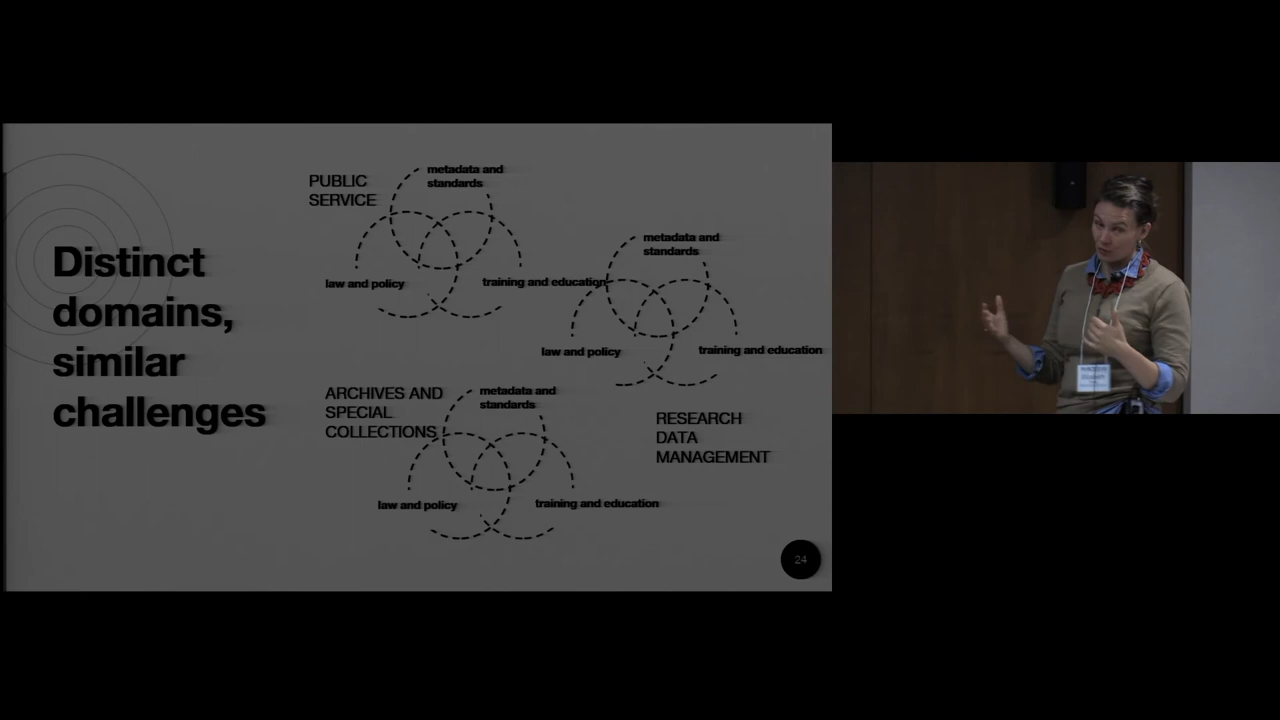 Distinct
domains,
similar
challenges
PUBLIC
SERVICE
metadata and
standards
law and policy
training and education
metadata and
standards
law and policy
training and education
RESEARCH
DATA
MANAGEMENT
ARCHIVES AND
SPECIAL
COLLECTIONS
metadata and
standards
law and policy
training and education
24